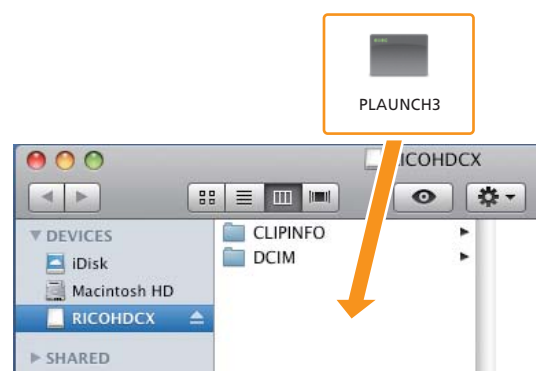 PLAUNCH3
RICOHDCX
DEVICES
iDisk
Macintosh HD
RICOHDCX
SHARED
CLIPINFO
DCIM